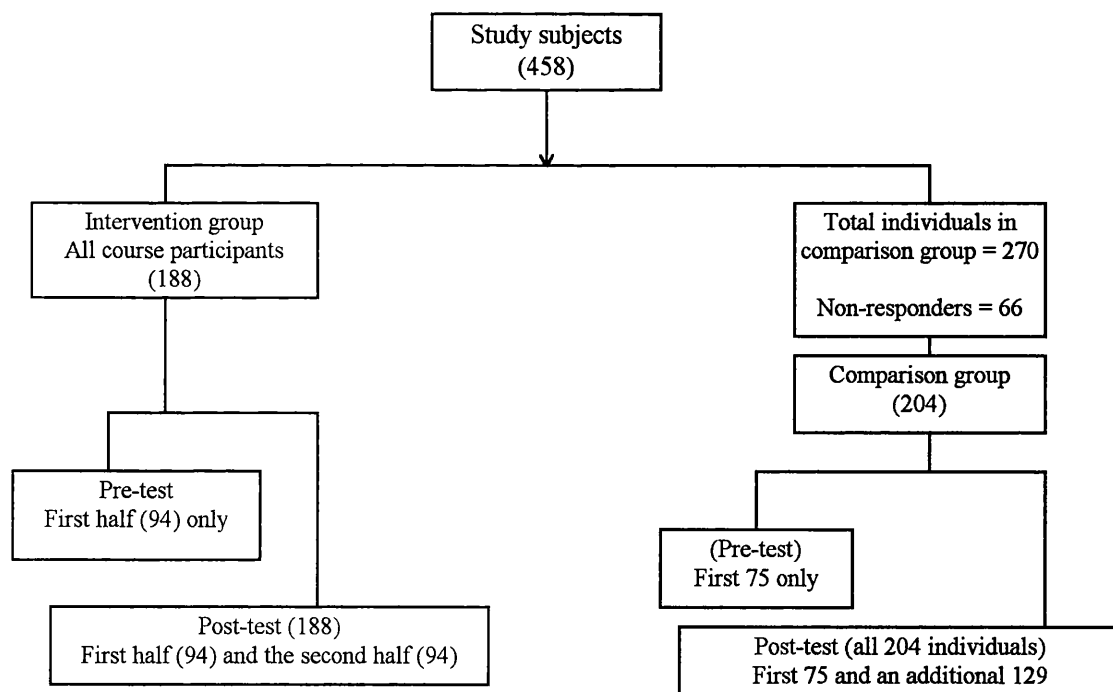 Study subjects
(458)
Intervention group
All course participants
(188)
Total individuals in
comparison group = 270
Non-responders = 66
Comparison group
(204)
Pre-test
First half (94) only
(Pre-test)
First 75 only
Post-test (188)
First half (94) and the second half (94)
Post-test (all 204 individuals)
First 75 and an additional 129